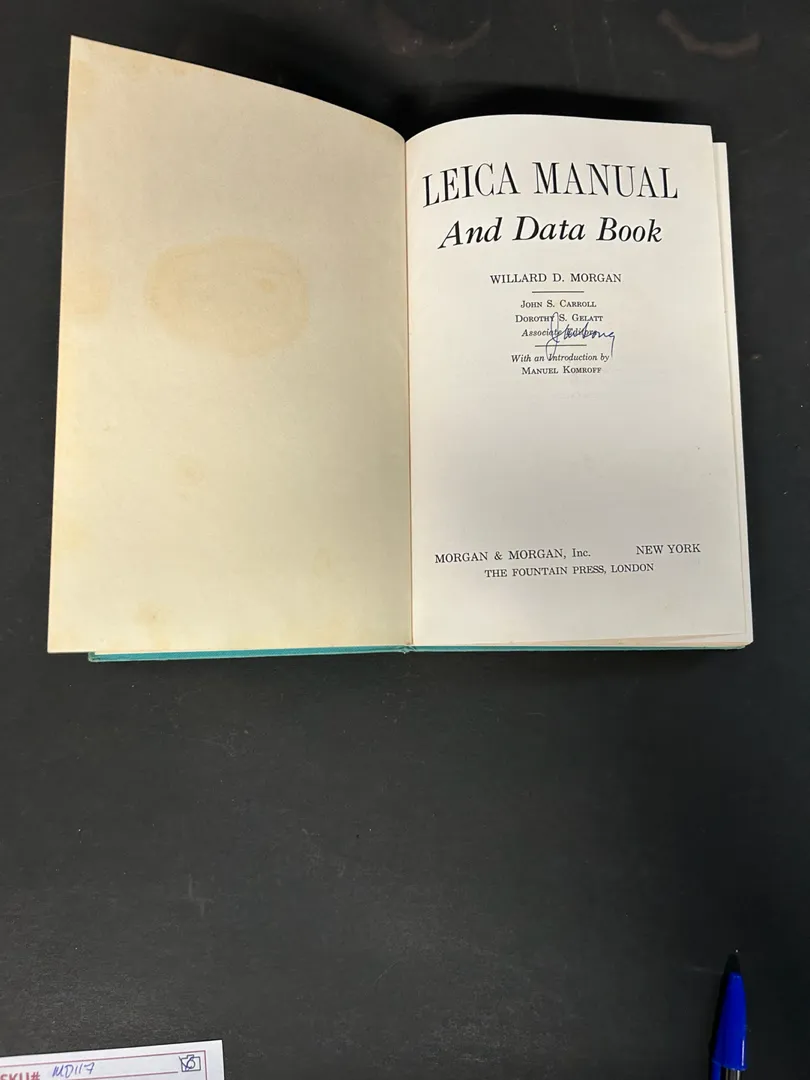 LEICA MANUAL
And Data Book
WILLARD D. MORGAN
JOHN S. CARROLL
DOROTHY S. GELATT
Associate Editors
With an Introduction by
MANUEL KOMROFF
MORGAN & MORGAN, Inc. NEW YORK
THE FOUNTAIN PRESS, LONDON
SKU# MD117